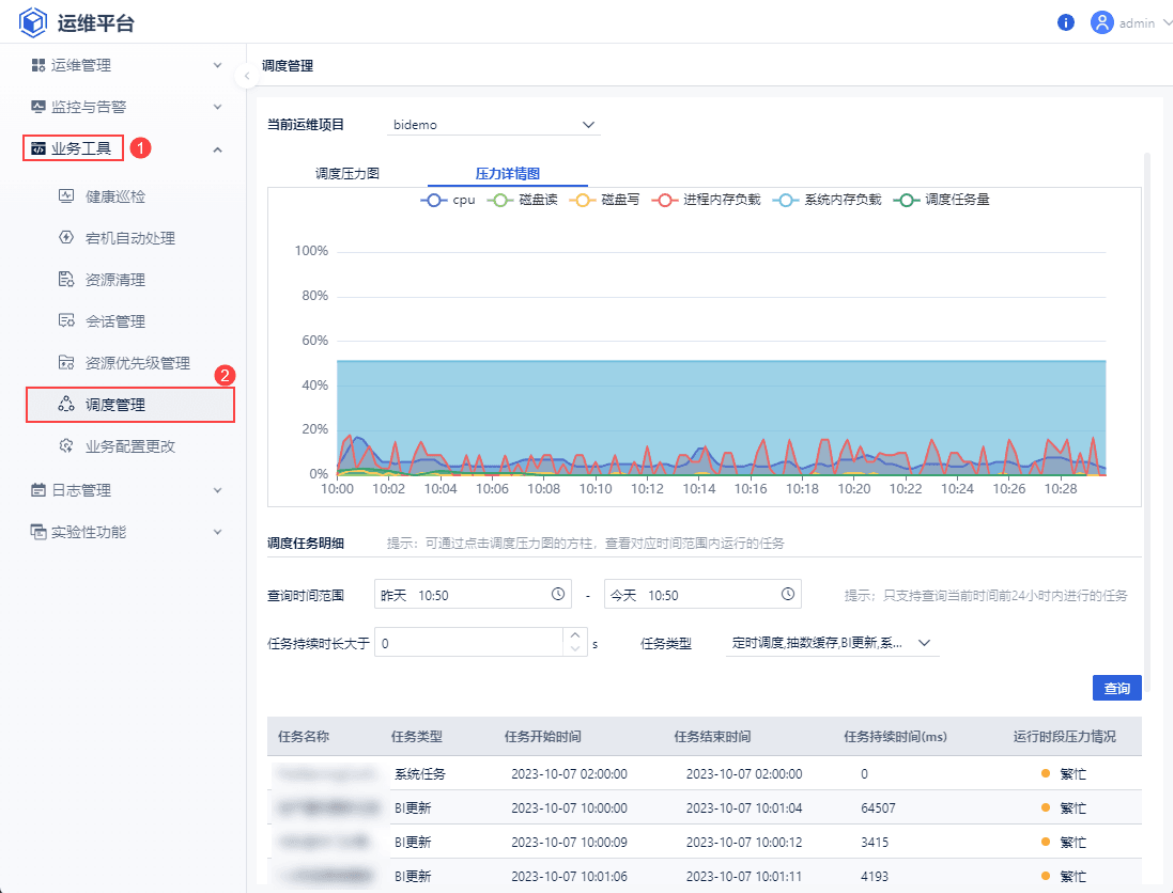 运维平台
admin
运维管理
监控与告警
业务工具 1
健康巡检
宕机自动处理
资源清理
会话管理
资源优先级管理
2
调度管理
业务配置更改
日志管理
实验性功能
调度管理
当前运维项目 bidemo
调度压力图 压力详情图
cpu 磁盘读 磁盘写 进程内存负载 系统内存负载 调度任务量
100%
80%
60%
40%
20%
0%
10:00 10:02 10:04 10:06 10:08 10:10 10:12 10:14 10:16 10:18 10:20 10:22 10:24 10:26 10:28
调度任务明细 提示：可通过点击调度压力图的方柱，查看对应时间范围内运行的任务
查询时间范围 昨天 10:50 - 今天 10:50 提示：只支持查询当前时间前24小时内进行的任务
任务持续时长大于 0 s 任务类型 定时调度,抽数缓存,BI更新,系...
查询
任务名称 任务类型 任务开始时间 任务结束时间 任务持续时间(ms) 运行时段压力情况
系统任务 2023-10-07 02:00:00 2023-10-07 02:00:00 0 繁忙
BI更新 2023-10-07 10:00:00 2023-10-07 10:01:04 64507 繁忙
BI更新 2023-10-07 10:00:09 2023-10-07 10:00:12 3415 繁忙
BI更新 2023-10-07 10:01:06 2023-10-07 10:01:11 4193 繁忙